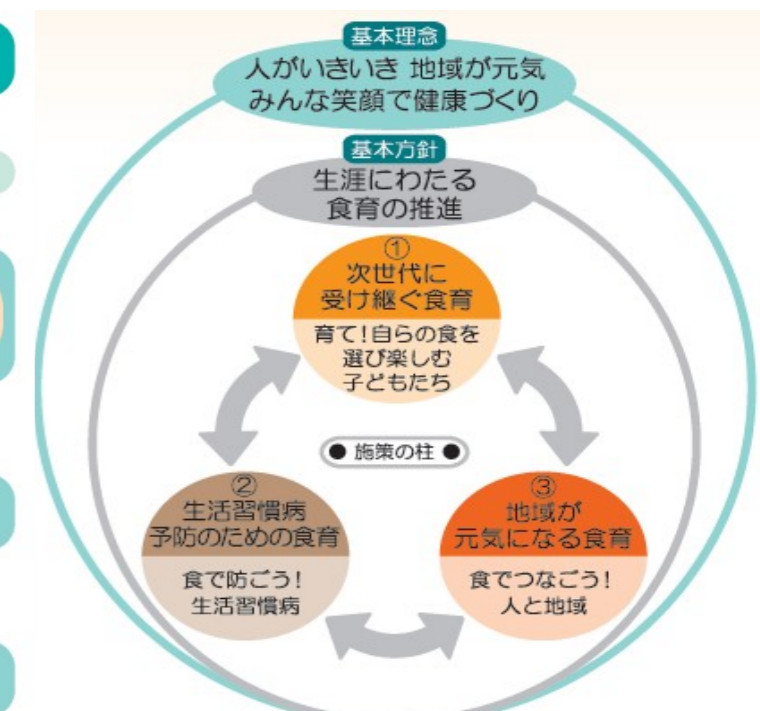 基本理念
人がいきいき 地域が元気
みんな笑顔で健康づくり
基本方針
生涯にわたる
食育の推進
①
次世代に
受け継ぐ食育
育て!自らの食を
選び楽しむ
子どもたち
● 施策の柱 ●
②
生活習慣病
予防のための食育
食で防ごう!
生活習慣病
③
地域が
元気になる食育
食でつなごう!
人と地域